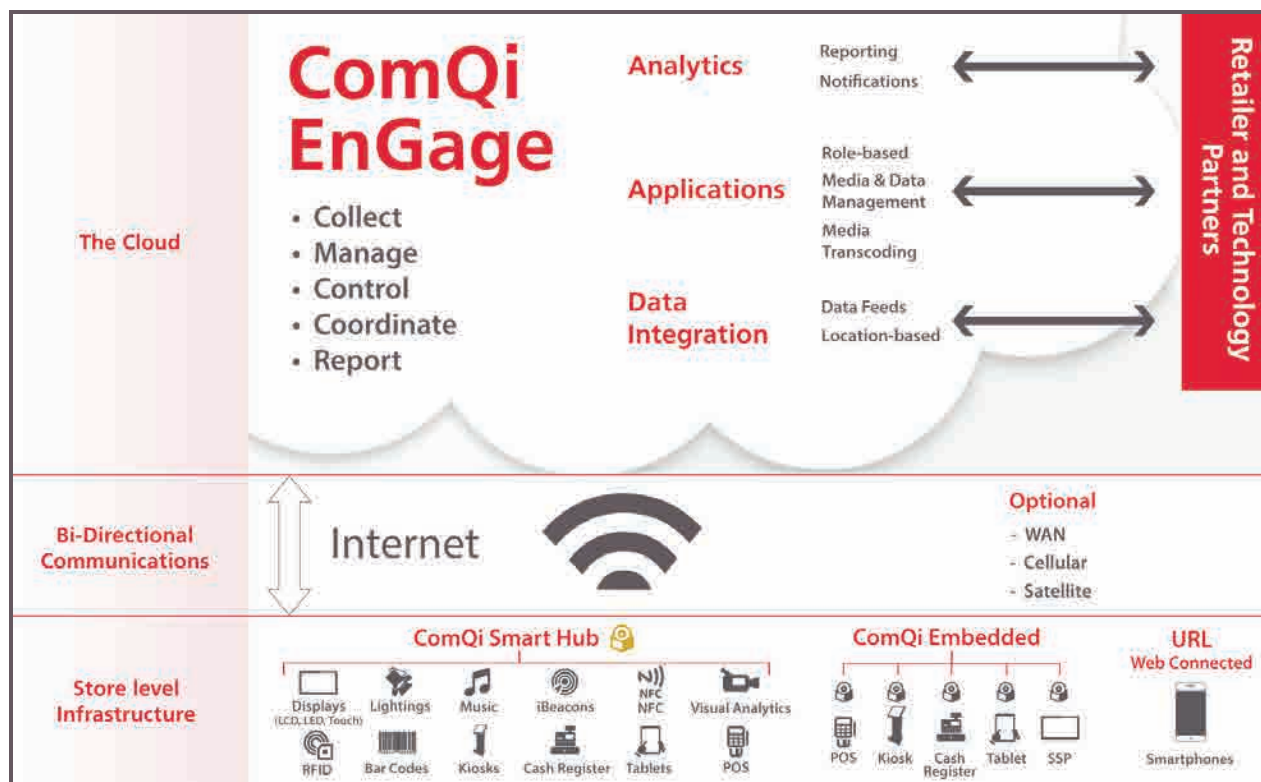 The Cloud
ComQi
EnGage
• Collect
• Manage
• Control
• Coordinate
• Report
Analytics
Reporting
Notifications
Applications
Role-based
Media & Data
Management
Media
Transcoding
Data
Integration
Data Feeds
Location-based
Retailer and Technology
Partners
Bi-Directional
Communications
Internet
Optional
- WAN
- Cellular
- Satellite
Store level
Infrastructure
ComQi Smart Hub
Displays
(LCD, LED, Touch)
Lightings
Music
iBeacons
NFC
NFC
Visual Analytics
RFID
Bar Codes
Kiosks
Cash Register
Tablets
POS
ComQi Embedded
POS
Kiosk
Cash
Register
Tablet
SSP
URL
Web Connected
Smartphones